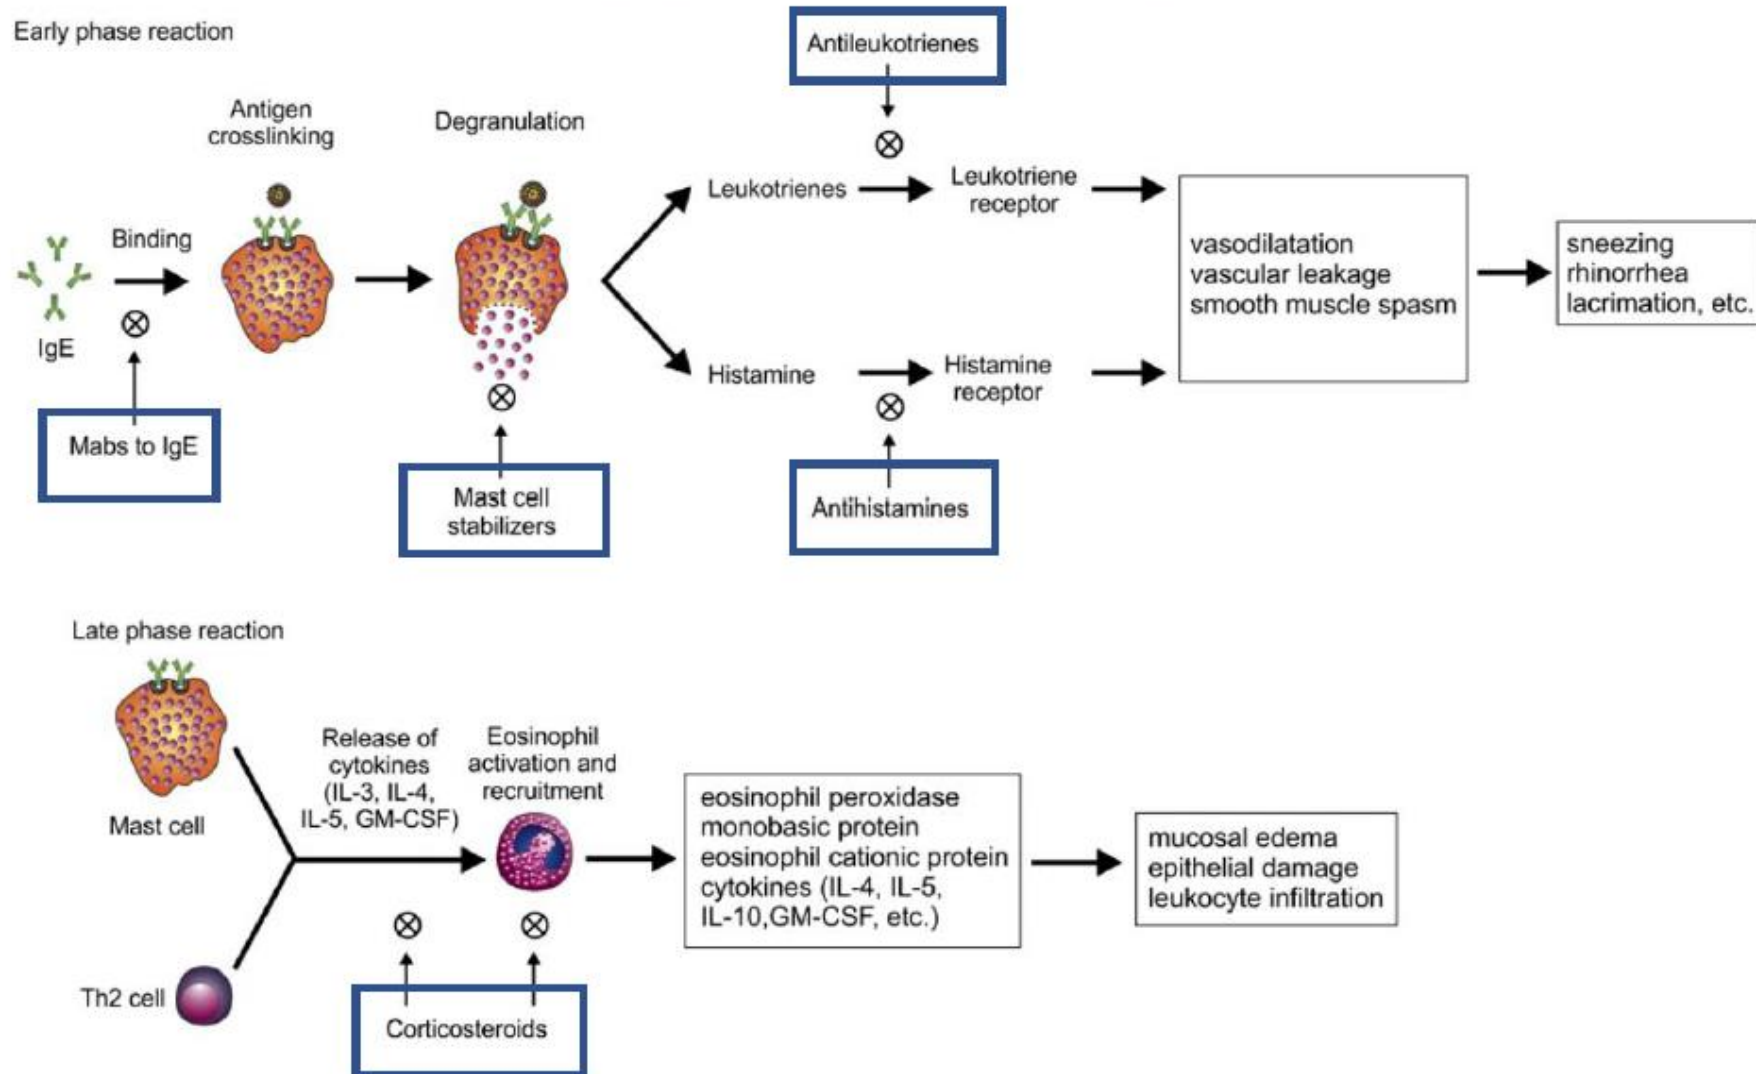 Early phase reaction
Antileukotrienes
Antigen
crosslinking
Degranulation
Leukotrienes
Leukotriene
receptor
Binding
IgE
vasodilatation
vascular leakage
smooth muscle spasm
sneezing
rhinorrhea
lacrimation, etc.
Histamine
Histamine
receptor
Mabs to IgE
Mast cell
stabilizers
Antihistamines
Late phase reaction
Mast cell
Release of
cytokines
(IL-3, IL-4,
IL-5, GM-CSF)
Eosinophil
activation and
recruitment
eosinophil peroxidase
monobasic protein
eosinophil cationic protein
cytokines (IL-4, IL-5,
IL-10,GM-CSF, etc.)
mucosal edema
epithelial damage
leukocyte infiltration
Th2 cell
Corticosteroids